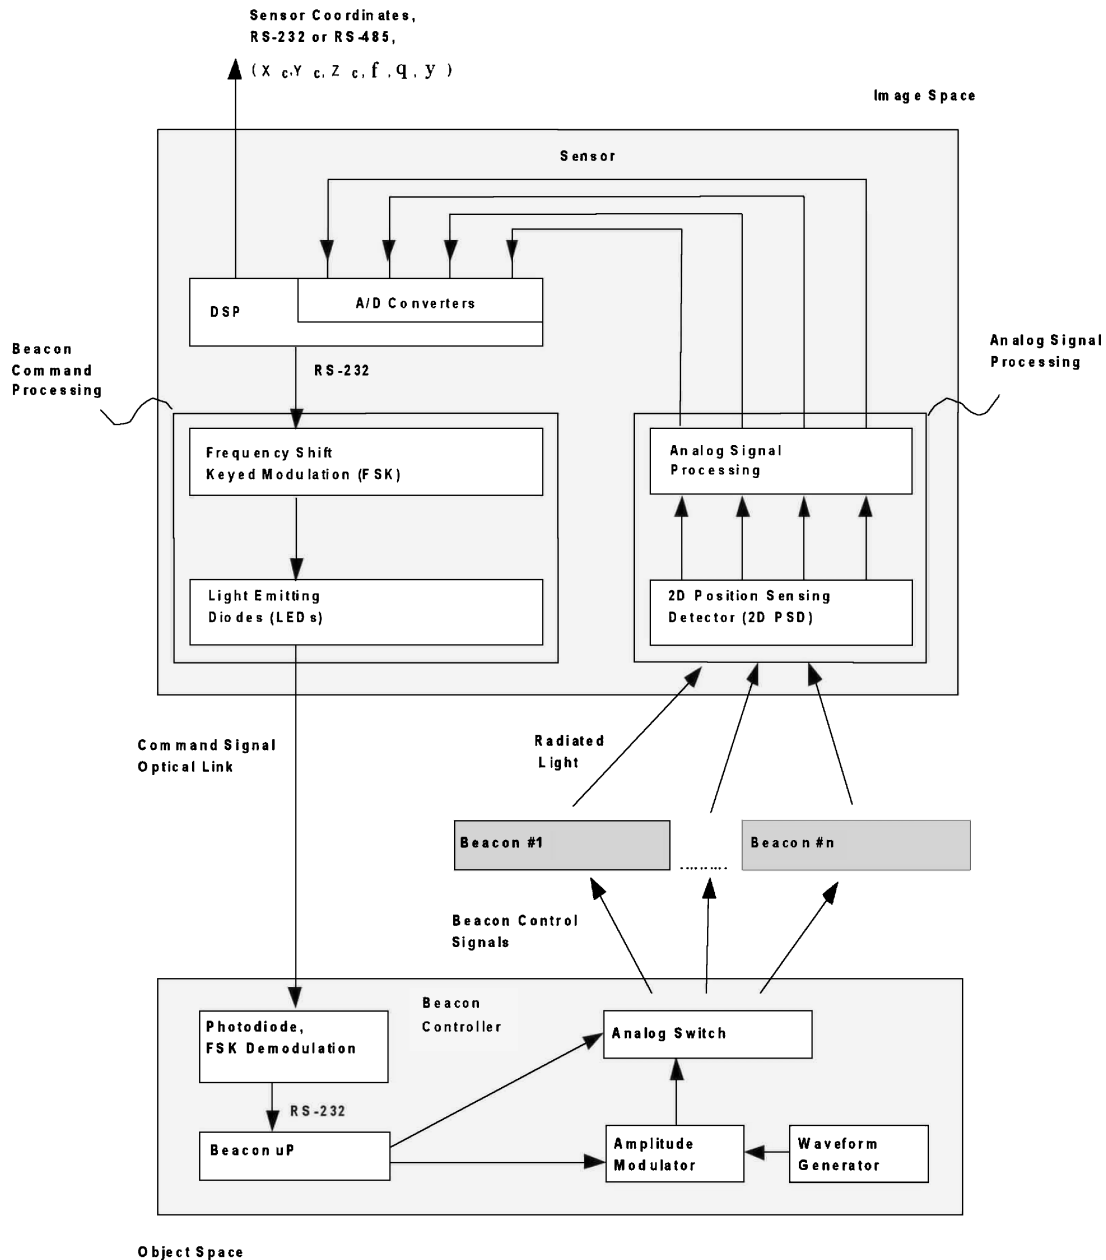 Sensor Coordinates,
RS-232 or RS-485,
( X c, Y c, Z c, f , q , y )
Image Space
Sensor
DSP
A/D Converters
Beacon
Command
Processing
RS-232
Analog Signal
Processing
Frequency Shift
Keyed Modulation (FSK)
Analog Signal
Processing
Light Emitting
Diodes (LEDs)
2D Position Sensing
Detector (2D PSD)
Command Signal
Optical Link
Radiated
Light
Beacon #1
..........
Beacon #n
Beacon Control
Signals
Beacon
Controller
Photodiode,
FSK Demodulation
Analog Switch
RS-232
Beacon uP
Amplitude
Modulator
Waveform
Generator
Object Space